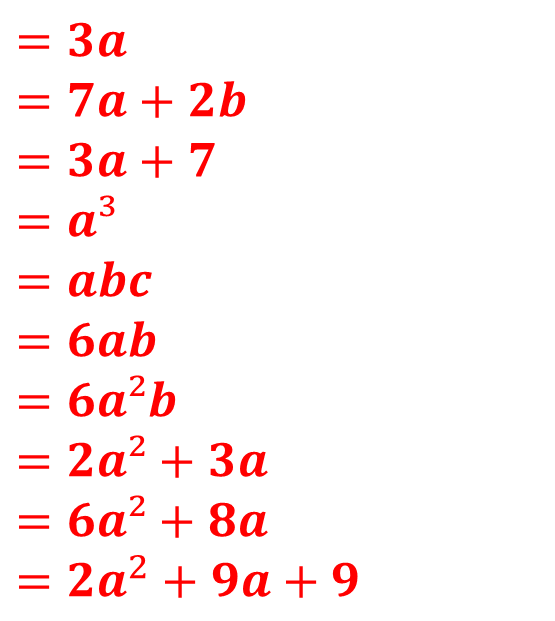 = 3a
= 7a + 2b
= 3a + 7
= a³
= abc
= 6ab
= 6a²b
= 2a² + 3a
= 6a² + 8a
= 2a² + 9a + 9